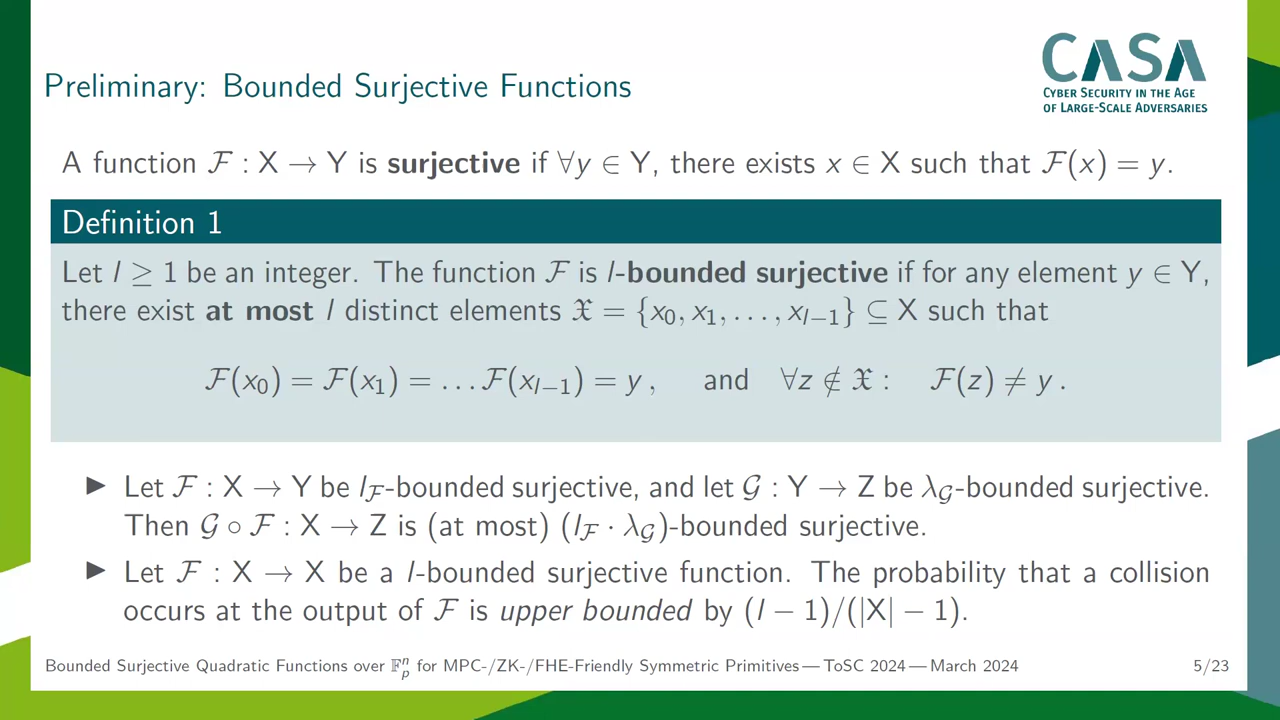 CASA
CYBER SECURITY IN THE AGE
OF LARGE-SCALE ADVERSARIES
Preliminary: Bounded Surjective Functions
A function ℱ : X → Y is surjective if ∀y ∈ Y, there exists x ∈ X such that ℱ(x) = y.
Definition 1
Let l ≥ 1 be an integer. The function ℱ is l-bounded surjective if for any element y ∈ Y,
there exist at most l distinct elements 𝔛 = {x₀, x₁, . . . , x_{l−1}} ⊆ X such that
ℱ(x₀) = ℱ(x₁) = . . . ℱ(x_{l−1}) = y , and ∀z ∉ 𝔛 : ℱ(z) ≠ y .
▶ Let ℱ : X → Y be l_ℱ-bounded surjective, and let 𝒢 : Y → Z be λ_𝒢-bounded surjective.
Then 𝒢 ∘ ℱ : X → Z is (at most) (l_ℱ · λ_𝒢)-bounded surjective.
▶ Let ℱ : X → X be a l-bounded surjective function. The probability that a collision
occurs at the output of ℱ is upper bounded by (l − 1)/(|X| − 1).
Bounded Surjective Quadratic Functions over 𝔽ₚⁿ for MPC-/ZK-/FHE-Friendly Symmetric Primitives — ToSC 2024 — March 2024 5/23